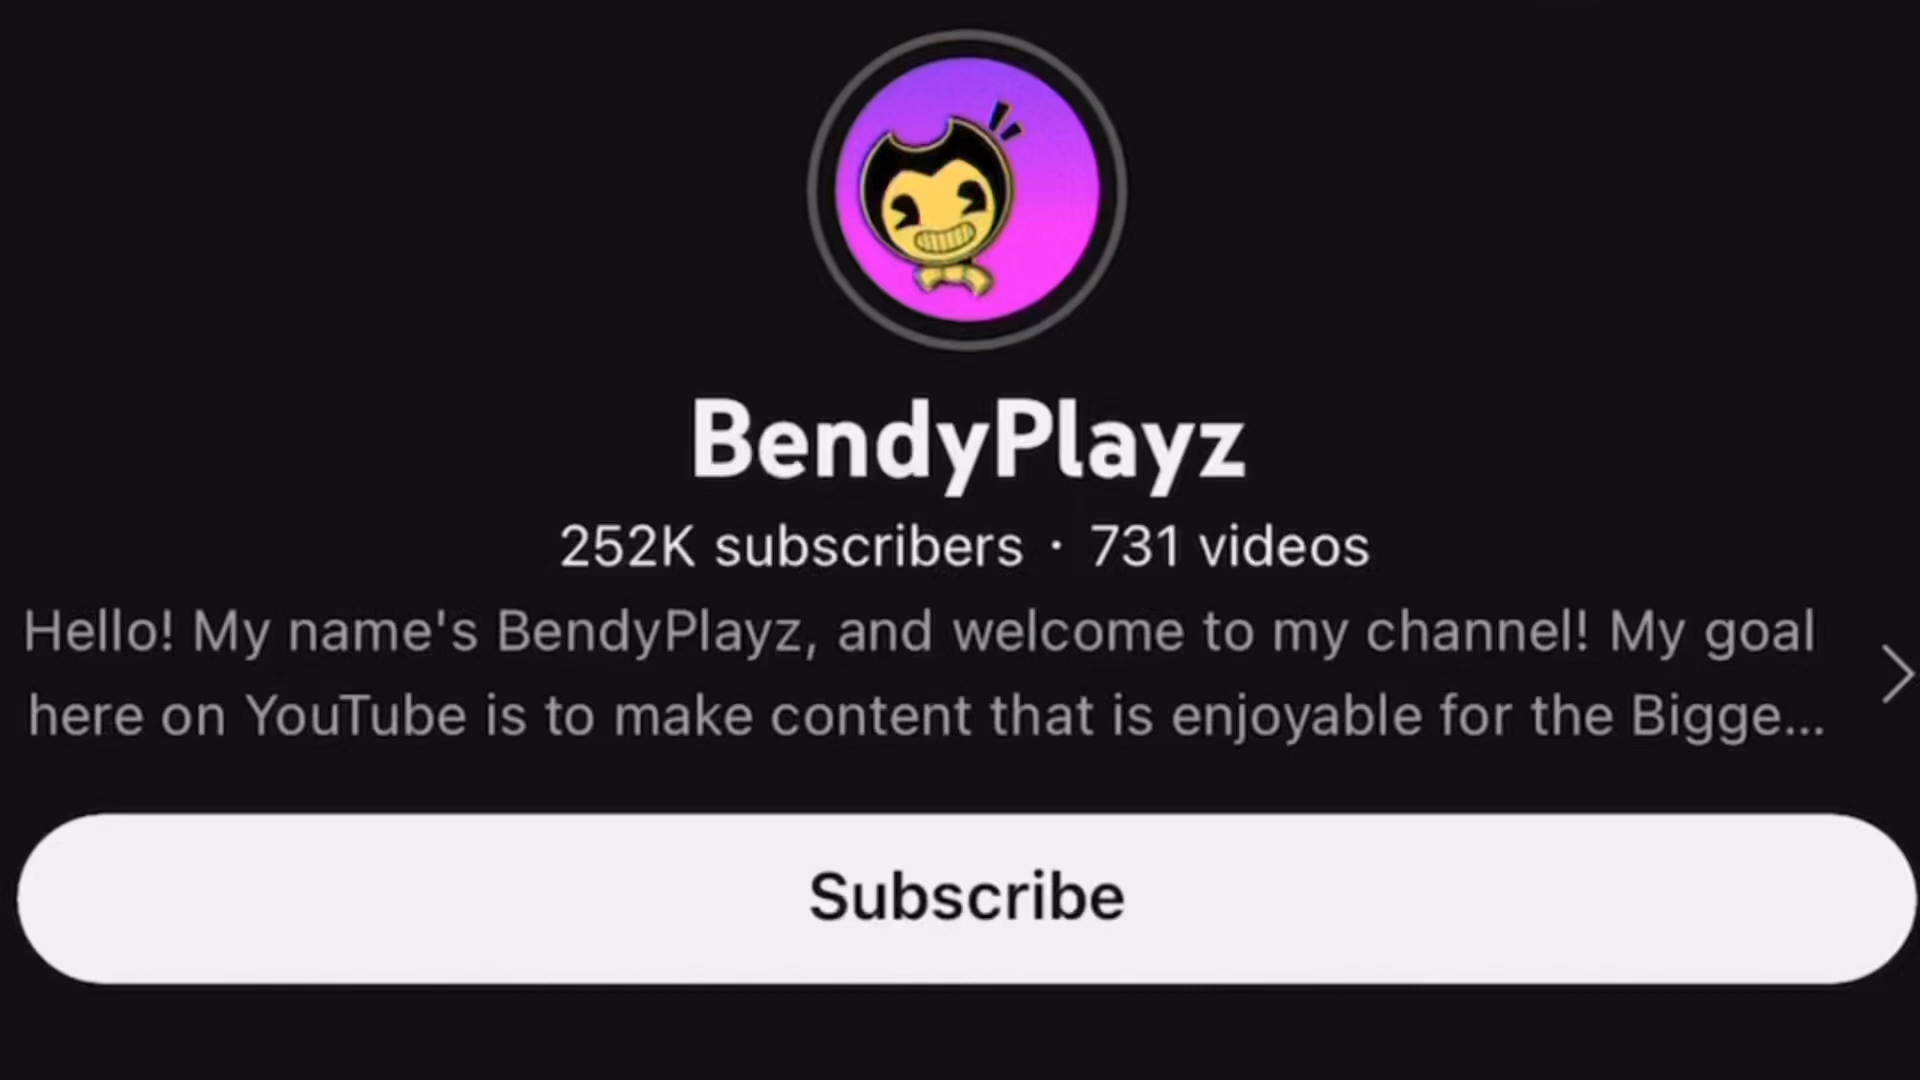 BendyPlayz
252K subscribers · 731 videos
Hello! My name's BendyPlayz, and welcome to my channel! My goal
here on YouTube is to make content that is enjoyable for the Bigge...
Subscribe